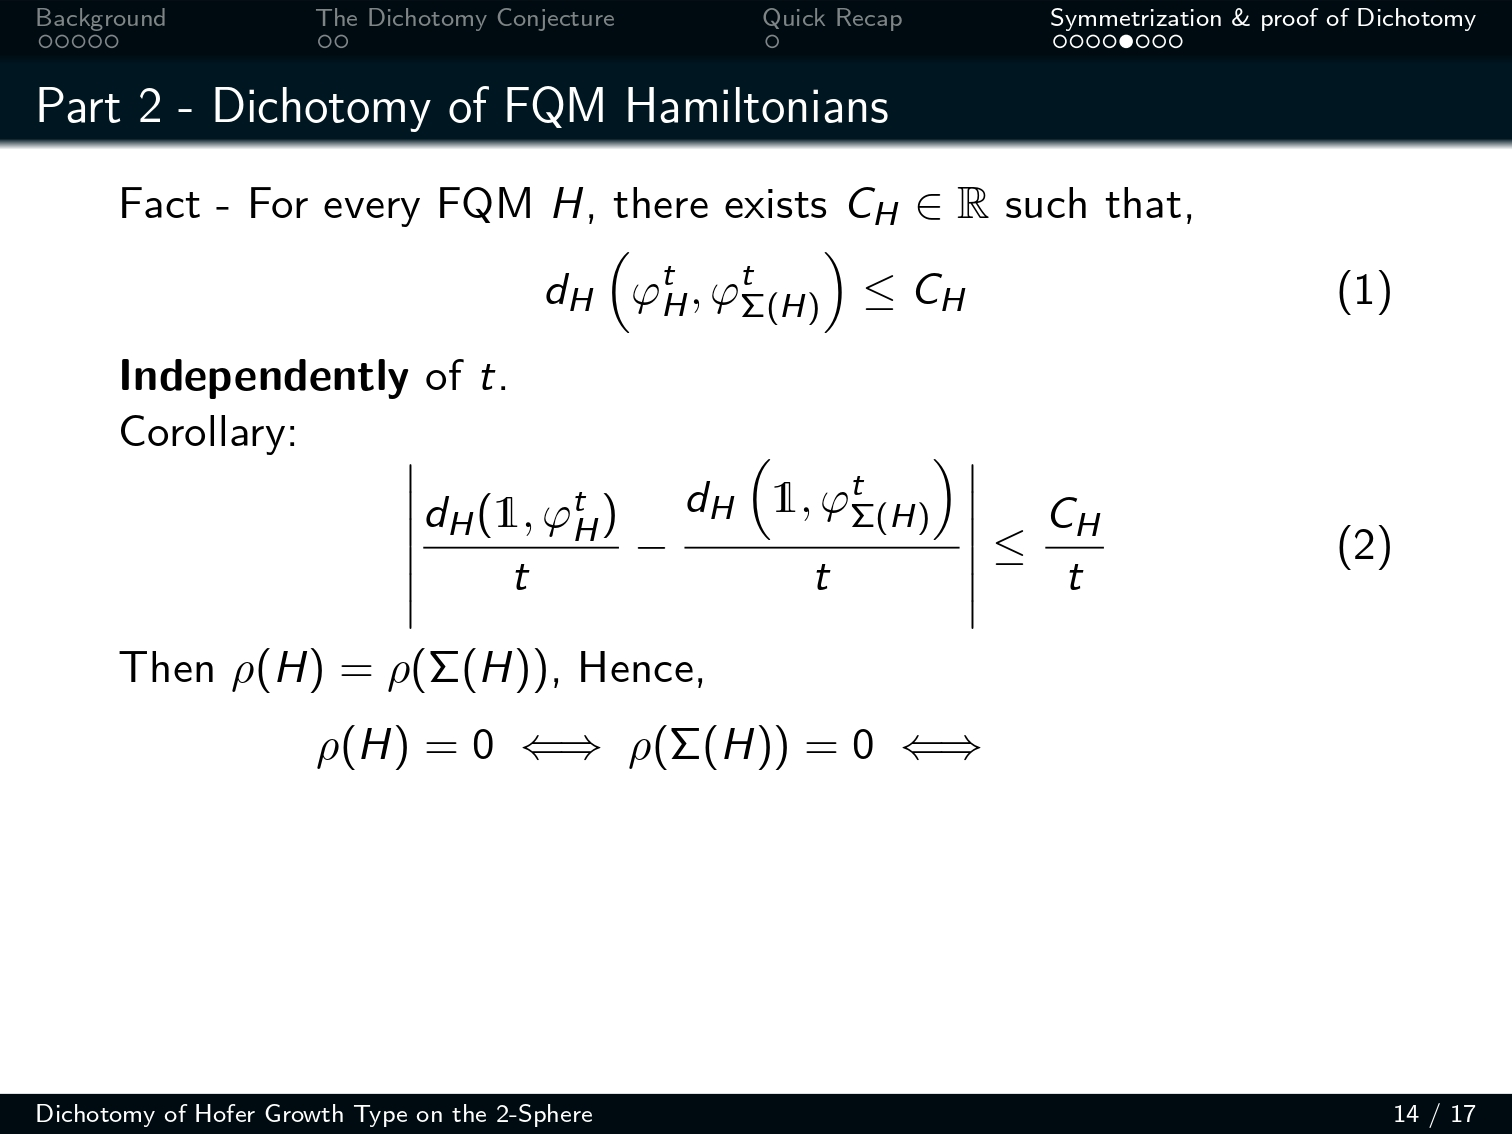 Background The Dichotomy Conjecture Quick Recap Symmetrization & proof of Dichotomy
Part 2 - Dichotomy of FQM Hamiltonians
Fact - For every FQM H, there exists C_H ∈ ℝ such that,
d_H (φ^t_H, φ^t_{Σ(H)}) ≤ C_H (1)
Independently of t.
Corollary:
| d_H(𝟙, φ^t_H) / t − d_H (𝟙, φ^t_{Σ(H)}) / t | ≤ C_H / t (2)
Then ρ(H) = ρ(Σ(H)), Hence,
ρ(H) = 0 ⟺ ρ(Σ(H)) = 0 ⟺
Dichotomy of Hofer Growth Type on the 2-Sphere 14 / 17